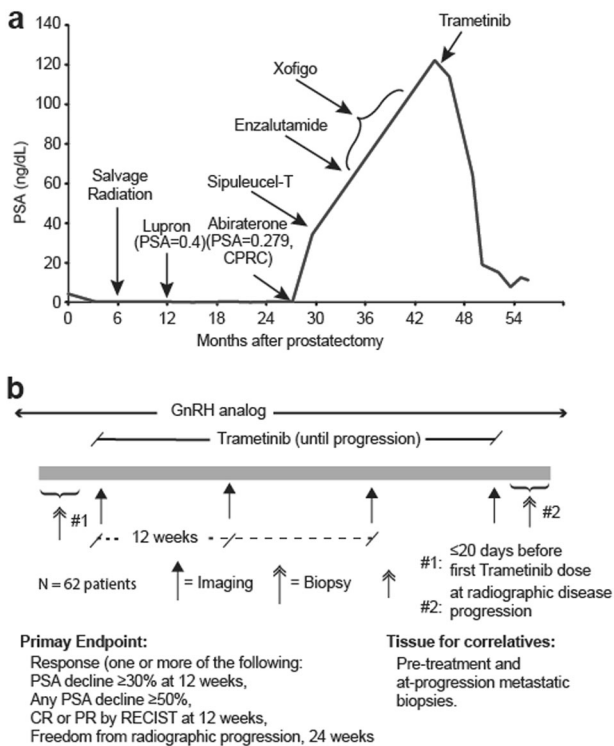 a
140
120
100
80
60
40
20
0
PSA (ng/dL)
Trametinib
Xofigo
Enzalutamide
Sipuleucel-T
Salvage
Radiation
Lupron
(PSA=0.4)
Abiraterone
(PSA=0.279,
CPRC)
0 6 12 18 24 30 36 42 48 54
Months after prostatectomy
b
GnRH analog
Trametinib (until progression)
#1
#2
12 weeks
N = 62 patients
= Imaging
= Biopsy
#1: ≤20 days before
first Trametinib dose
#2: at radiographic disease
progression
Primay Endpoint:
Response (one or more of the following:
PSA decline ≥30% at 12 weeks,
Any PSA decline ≥50%,
CR or PR by RECIST at 12 weeks,
Freedom from radiographic progression, 24 weeks
Tissue for correlatives:
Pre-treatment and
at-progression metastatic
biopsies.